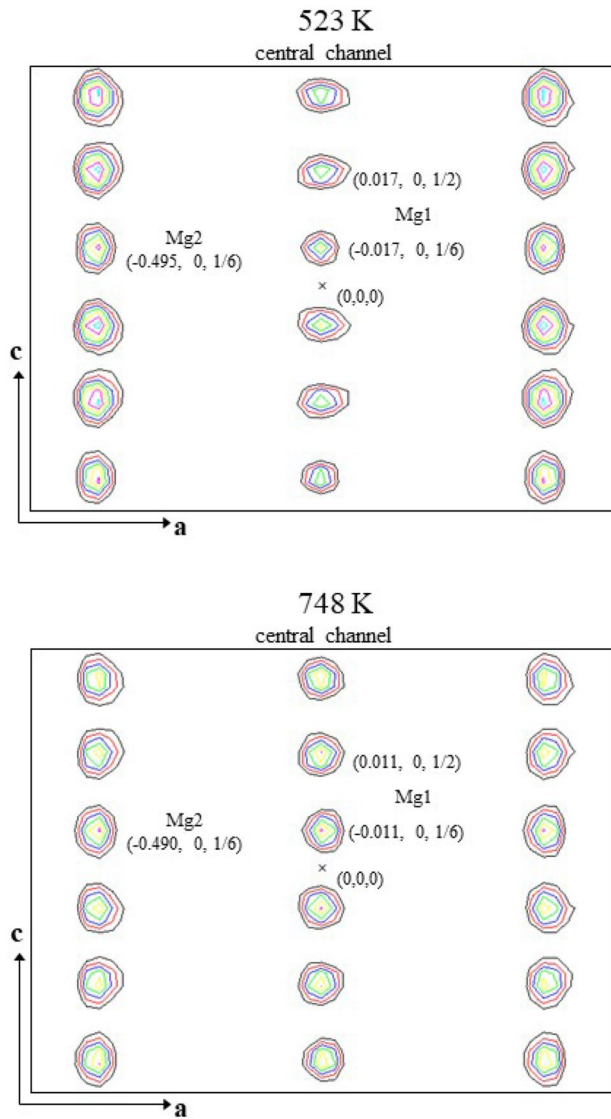 523 K
central channel
(0.017, 0, 1/2)
Mg1
Mg2
(-0.017, 0, 1/6)
(-0.495, 0, 1/6)
×
(0,0,0)
c
a
748 K
central channel
(0.011, 0, 1/2)
Mg1
Mg2
(-0.011, 0, 1/6)
(-0.490, 0, 1/6)
×
(0,0,0)
c
a